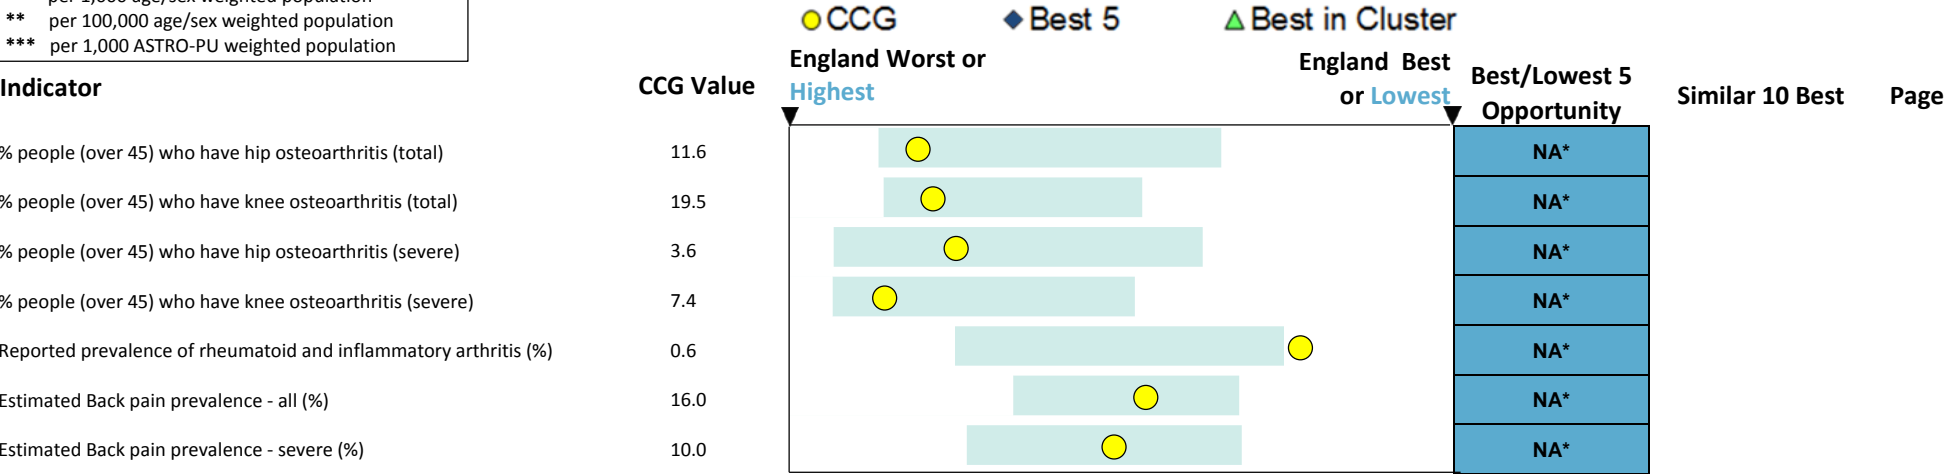 per 1,000 age/sex weighted population
** per 100,000 age/sex weighted population
*** per 1,000 ASTRO-PU weighted population
CCG Best 5 Best in Cluster
Indicator
CCG Value
England Worst or
Highest
England Best
or Lowest
Best/Lowest 5
Opportunity
Similar 10 Best
Page
% people (over 45) who have hip osteoarthritis (total) 11.6 NA*
% people (over 45) who have knee osteoarthritis (total) 19.5 NA*
% people (over 45) who have hip osteoarthritis (severe) 3.6 NA*
% people (over 45) who have knee osteoarthritis (severe) 7.4 NA*
Reported prevalence of rheumatoid and inflammatory arthritis (%) 0.6 NA*
Estimated Back pain prevalence - all (%) 16.0 NA*
Estimated Back pain prevalence - severe (%) 10.0 NA*